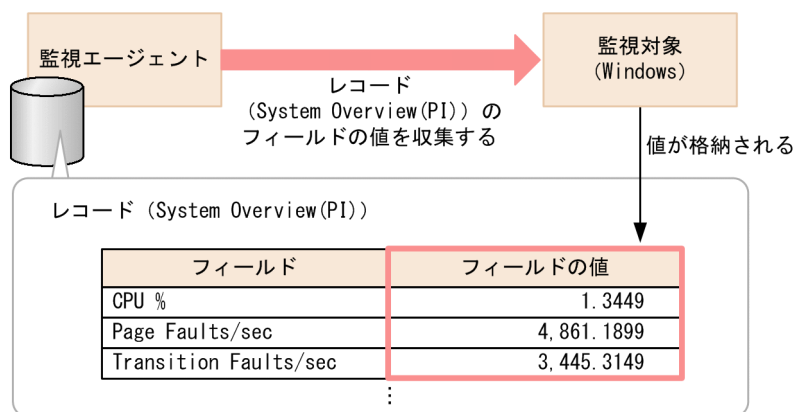 監視エージェント
監視対象
(Windows)
レコード
(System Overview(PI)) の
フィールドの値を収集する
値が格納される
レコード (System Overview(PI))
フィールド フィールドの値
CPU % 1.3449
Page Faults/sec 4,861.1899
Transition Faults/sec 3,445.3149
⋮